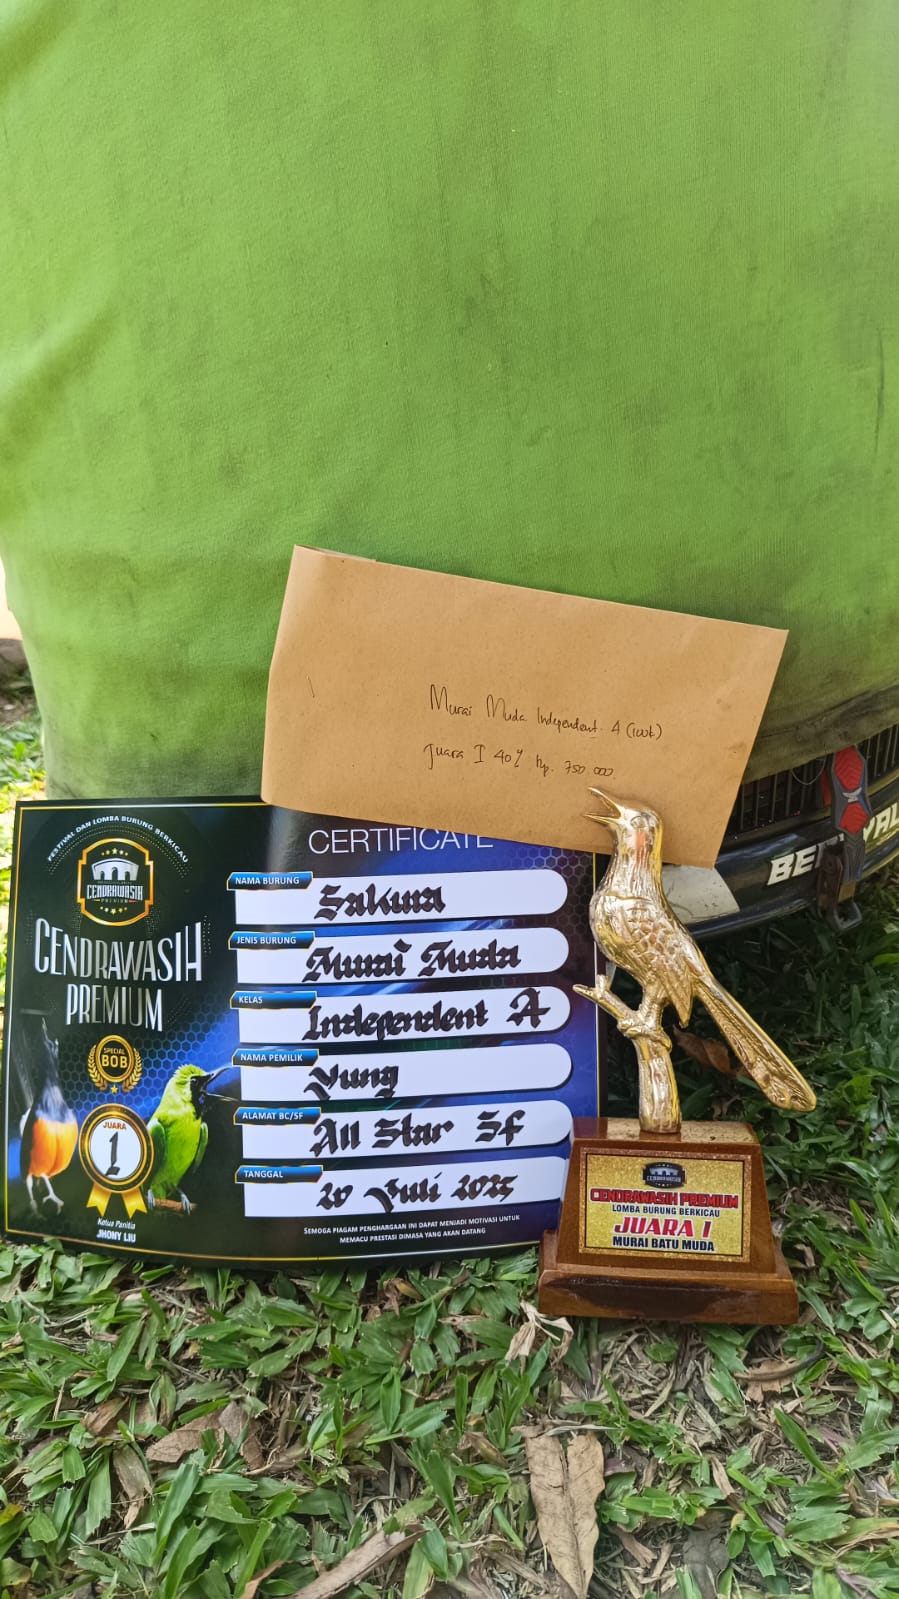 Murai Muda Independent A (100k)
Juara I 40% Rp. 750.000
CERTIFICATE
FESTIVAL DAN LOMBA BURUNG BERKICAU
CENDRAWASIH
PREMIUM
CENDRAWASIH
PREMIUM
SPECIAL
BOB
JUARA
1
Ketua Panitia
JHONY LIU
NAMA BURUNG
Sakura
JENIS BURUNG
Murai Muda
KELAS
Independent A
NAMA PEMILIK
Yung
ALAMAT BC/SF
All Star Sf
TANGGAL
20 Juli 2025
SEMOGA PIAGAM PENGHARGAAN INI DAPAT MENJADI MOTIVASI UNTUK
MEMACU PRESTASI DIMASA YANG AKAN DATANG
CENDRAWASIH PREMIUM
LOMBA BURUNG BERKICAU
JUARA I
MURAI BATU MUDA